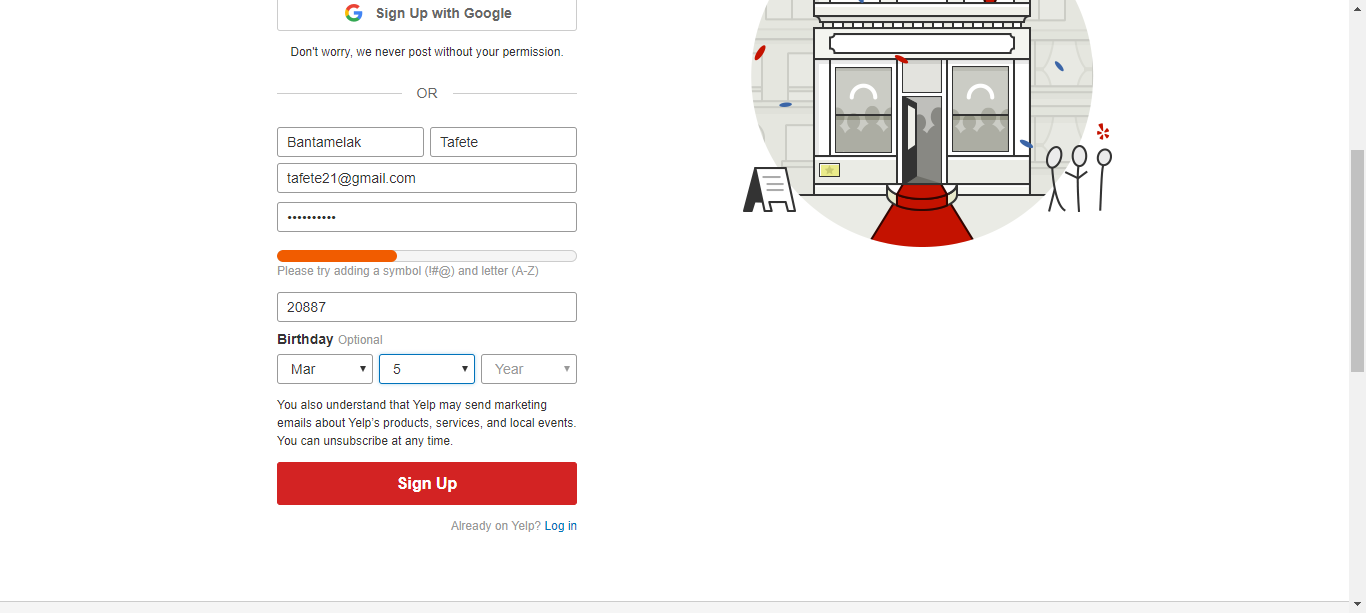 Sign Up with Google
Don't worry, we never post without your permission.
OR
Bantamelak Tafete
tafete21@gmail.com
••••••••••
Please try adding a symbol (!#@) and letter (A-Z)
20887
Birthday Optional
Mar 5 Year
You also understand that Yelp may send marketing
emails about Yelp's products, services, and local events.
You can unsubscribe at any time.
Sign Up
Already on Yelp? Log in